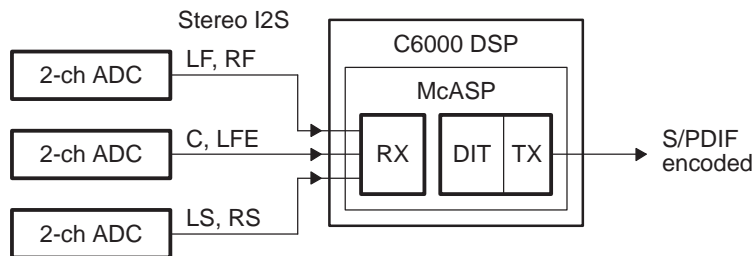 Stereo I2S
C6000 DSP
2-ch ADC
LF, RF
McASP
2-ch ADC
C, LFE
RX
DIT
TX
S/PDIF
encoded
2-ch ADC
LS, RS